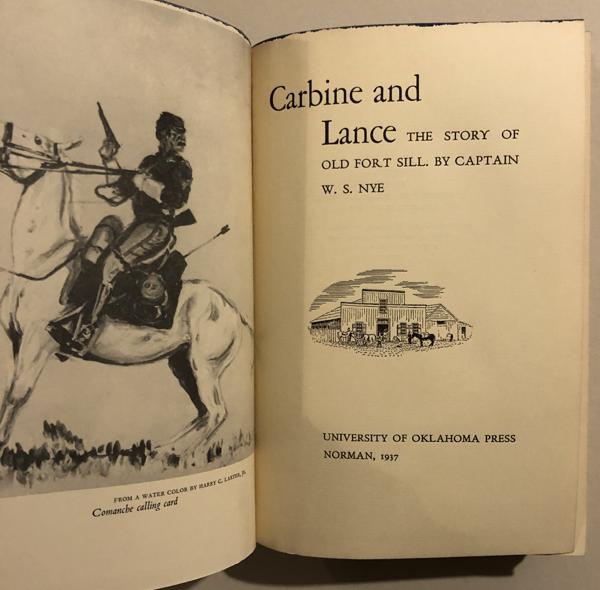 FROM A WATER COLOR BY HARRY C. LARTER, JR.
Comanche calling card
Carbine and
Lance THE STORY OF
OLD FORT SILL. BY CAPTAIN
W. S. NYE
UNIVERSITY OF OKLAHOMA PRESS
NORMAN, 1937